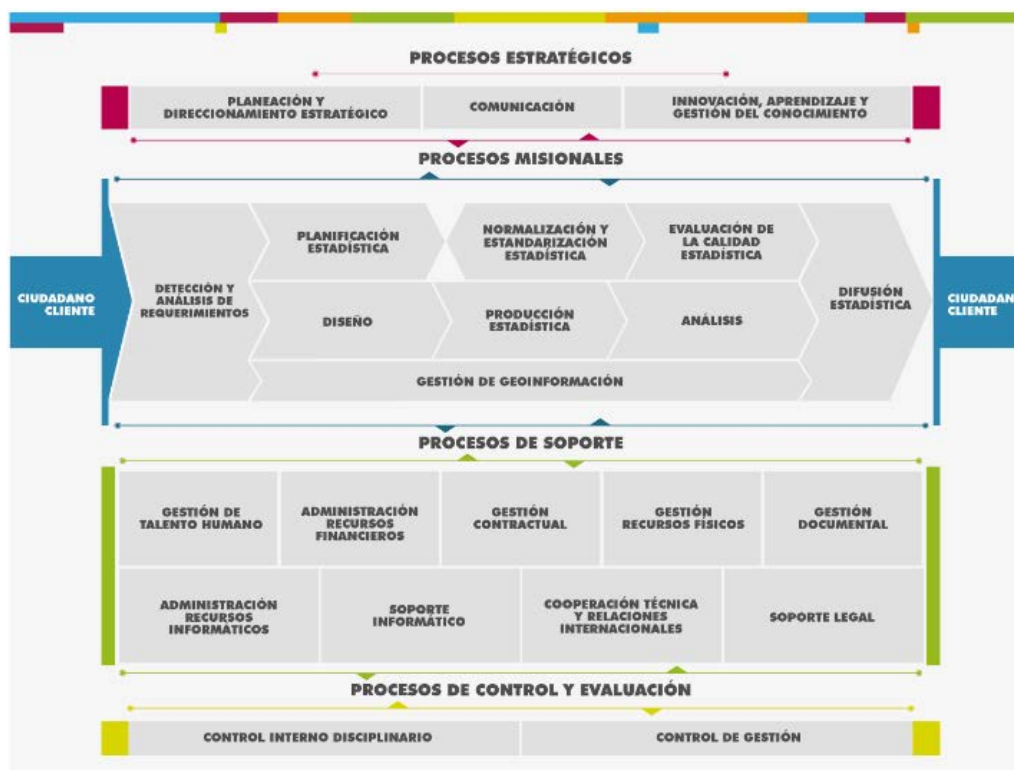 PROCESOS ESTRATÉGICOS
PLANEACIÓN Y
DIRECCIONAMIENTO ESTRATÉGICO
COMUNICACIÓN
INNOVACIÓN, APRENDIZAJE Y
GESTIÓN DEL CONOCIMIENTO
PROCESOS MISIONALES
CIUDADANO
CLIENTE
DETECCIÓN Y
ANÁLISIS DE
REQUERIMIENTOS
PLANIFICACIÓN
ESTADÍSTICA
NORMALIZACIÓN Y
ESTANDARIZACIÓN
ESTADÍSTICA
EVALUACIÓN DE
LA CALIDAD
ESTADÍSTICA
DISEÑO
PRODUCCIÓN
ESTADÍSTICA
ANÁLISIS
GESTIÓN DE GEOINFORMACIÓN
DIFUSIÓN
ESTADÍSTICA
CIUDADAN
CLIENTE
PROCESOS DE SOPORTE
GESTIÓN DE
TALENTO HUMANO
ADMINISTRACIÓN
RECURSOS
FINANCIEROS
GESTIÓN
CONTRACTUAL
GESTIÓN
RECURSOS FÍSICOS
GESTIÓN
DOCUMENTAL
ADMINISTRACIÓN
RECURSOS
INFORMÁTICOS
SOPORTE
INFORMÁTICO
COOPERACIÓN TÉCNICA
Y RELACIONES
INTERNACIONALES
SOPORTE LEGAL
PROCESOS DE CONTROL Y EVALUACIÓN
CONTROL INTERNO DISCIPLINARIO
CONTROL DE GESTIÓN